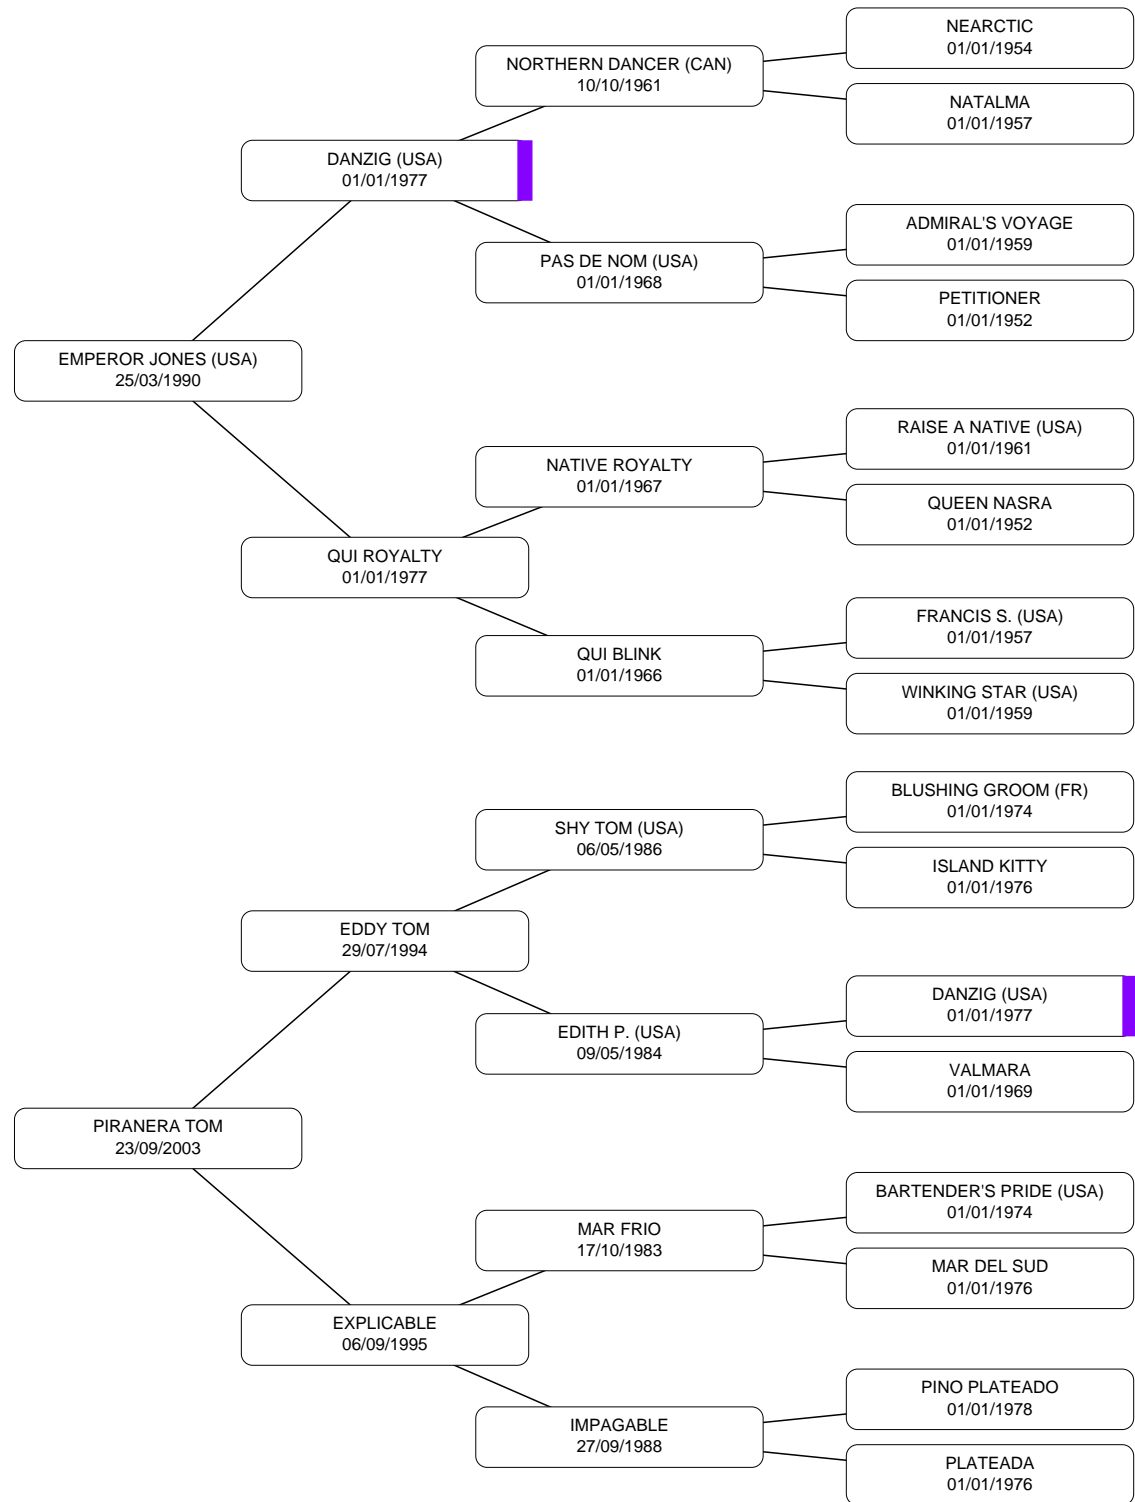 NEARCTIC
01/01/1954
NORTHERN DANCER (CAN)
10/10/1961
NATALMA
01/01/1957
DANZIG (USA)
01/01/1977
ADMIRAL'S VOYAGE
01/01/1959
PAS DE NOM (USA)
01/01/1968
PETITIONER
01/01/1952
EMPEROR JONES (USA)
25/03/1990
RAISE A NATIVE (USA)
01/01/1961
NATIVE ROYALTY
01/01/1967
QUEEN NASRA
01/01/1952
QUI ROYALTY
01/01/1977
FRANCIS S. (USA)
01/01/1957
QUI BLINK
01/01/1966
WINKING STAR (USA)
01/01/1959
BLUSHING GROOM (FR)
01/01/1974
SHY TOM (USA)
06/05/1986
ISLAND KITTY
01/01/1976
EDDY TOM
29/07/1994
DANZIG (USA)
01/01/1977
EDITH P. (USA)
09/05/1984
VALMARA
01/01/1969
PIRANERA TOM
23/09/2003
BARTENDER'S PRIDE (USA)
01/01/1974
MAR FRIO
17/10/1983
MAR DEL SUD
01/01/1976
EXPLICABLE
06/09/1995
PINO PLATEADO
01/01/1978
IMPAGABLE
27/09/1988
PLATEADA
01/01/1976